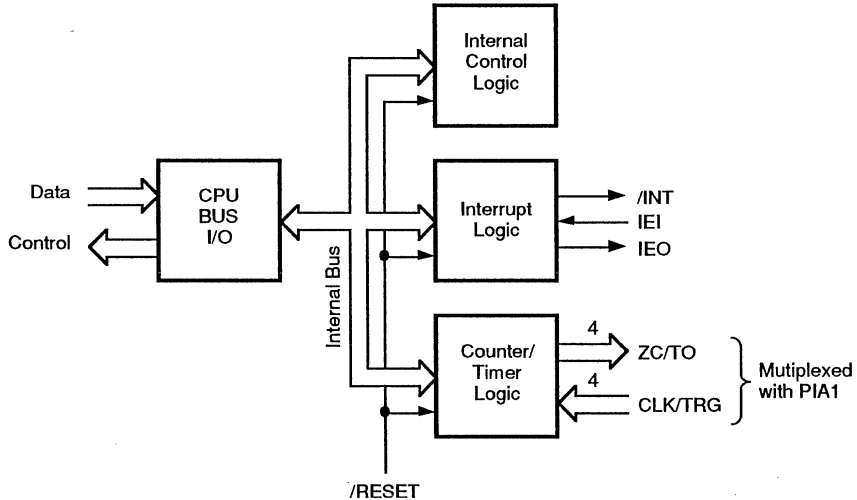 Internal
Control
Logic
Data
Control
CPU
BUS
I/O
Internal Bus
Interrupt
Logic
/INT
IEI
IEO
Counter/
Timer
Logic
4
ZC/TO
4
CLK/TRG
Mutiplexed
with PIA1
/RESET